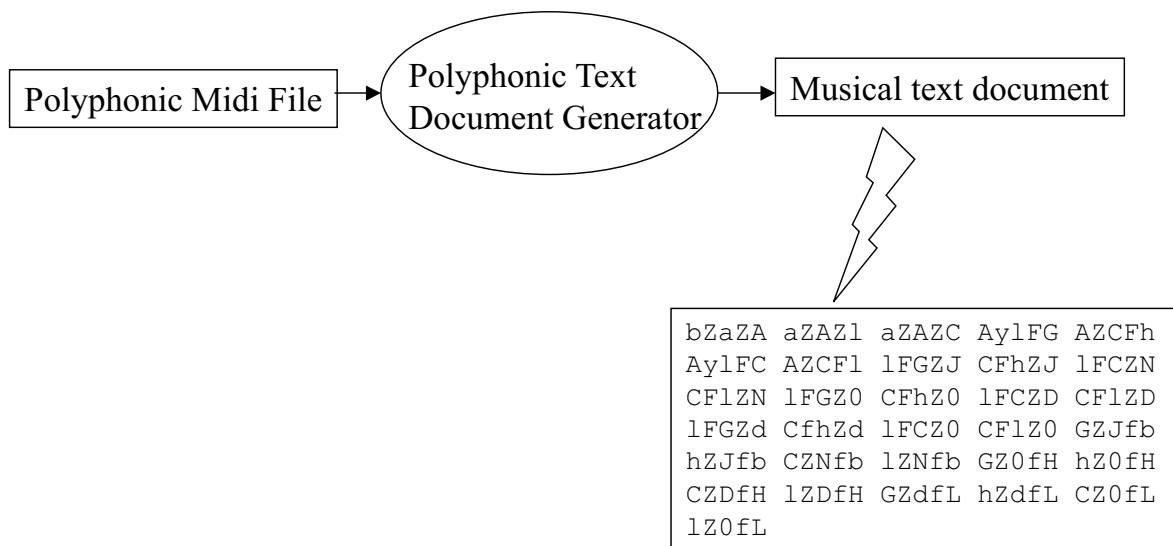 Polyphonic Midi File
Polyphonic Text
Document Generator
Musical text document
bZaZA aZAZl aZAZC AylFG AZCFh
AylFC AZCFl lFGZJ CFhZJ lFCZN
CFlZN lFGZ0 CFhZ0 lFCZD CFlZD
lFGZd CfhZd lFCZ0 CFlZ0 GZJfb
hZJfb CZNfb lZNfb GZ0fH hZ0fH
CZDfH lZDfH GZdfL hZdfL CZ0fL
lZ0fL